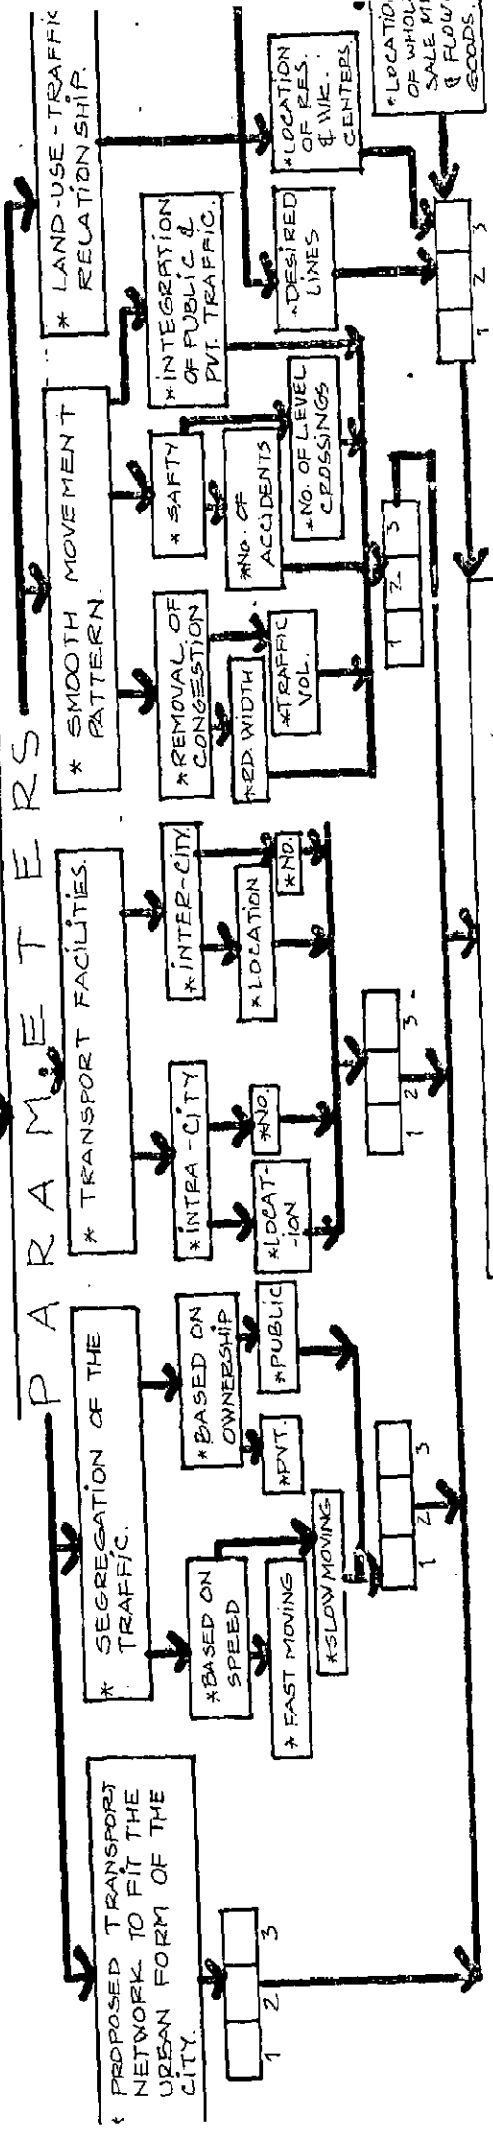 PARAMETERS
* PROPOSED TRANSPORT
NETWORK TO FIT THE
URBAN FORM OF THE
CITY.
1 2 3
* SEGREGATION OF THE
TRAFFIC.
*BASED ON
SPEED
* FAST MOVING
*SLOW MOVING
*BASED ON
OWNERSHIP
*PVT.
*PUBLIC
1 2 3
* TRANSPORT FACILITIES.
*INTRA-CITY
*LOCAT-
-ION
*NO.
*INTER-CITY
*LOCATION
*NO.
1 2 3
* SMOOTH MOVEMENT
PATTERN.
*REMOVAL OF
CONGESTION
*RD. WIDTH
*TRAFFIC
VOL.
* SAFTY
*NO. OF
ACCIDENTS
*NO. OF LEVEL
CROSSINGS
*INTEGRATION
OF PUBLIC &
PVT. TRAFFIC.
1 2 3
* LAND-USE-TRAFFIC
RELATIONSHIP.
*DESIRED
LINES
*LOCATION
OF RES.
& WK.
CENTERS.
*LOCATIO
OF WHOL
SALE M
& FLOW
GOODS.
1 2 3